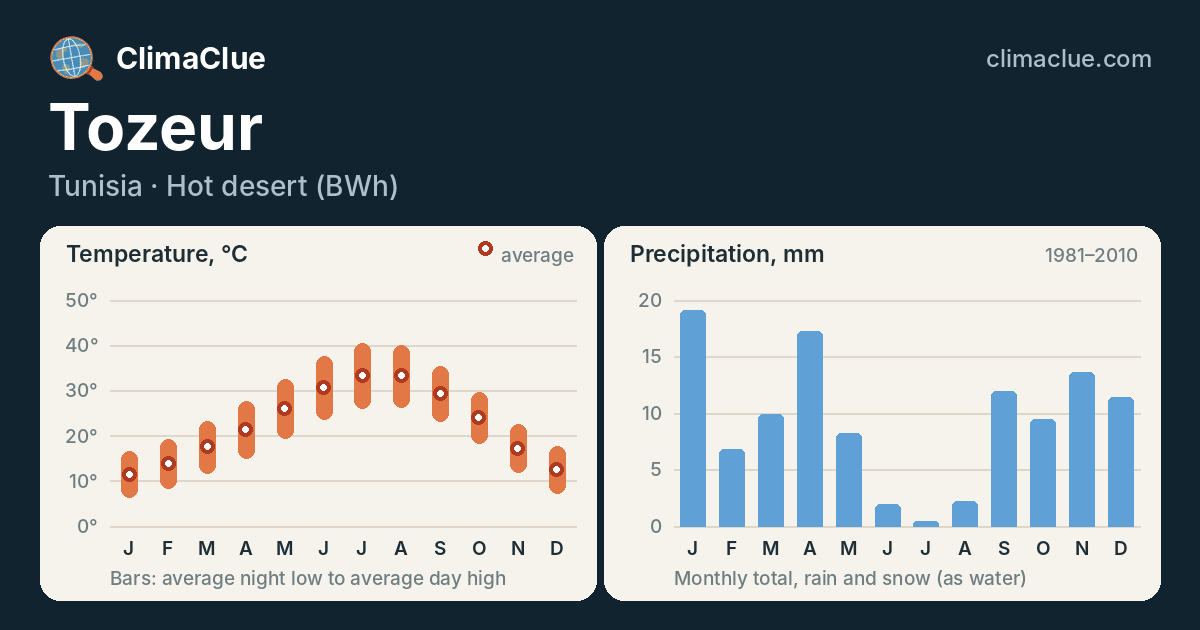 ClimaClue
climaclue.com
Tozeur
Tunisia · Hot desert (BWh)
Temperature, °C
average
50°
40°
30°
20°
10°
0°
J F M A M J J A S O N D
Bars: average night low to average day high
Precipitation, mm
1981–2010
20
15
10
5
0
J F M A M J J A S O N D
Monthly total, rain and snow (as water)